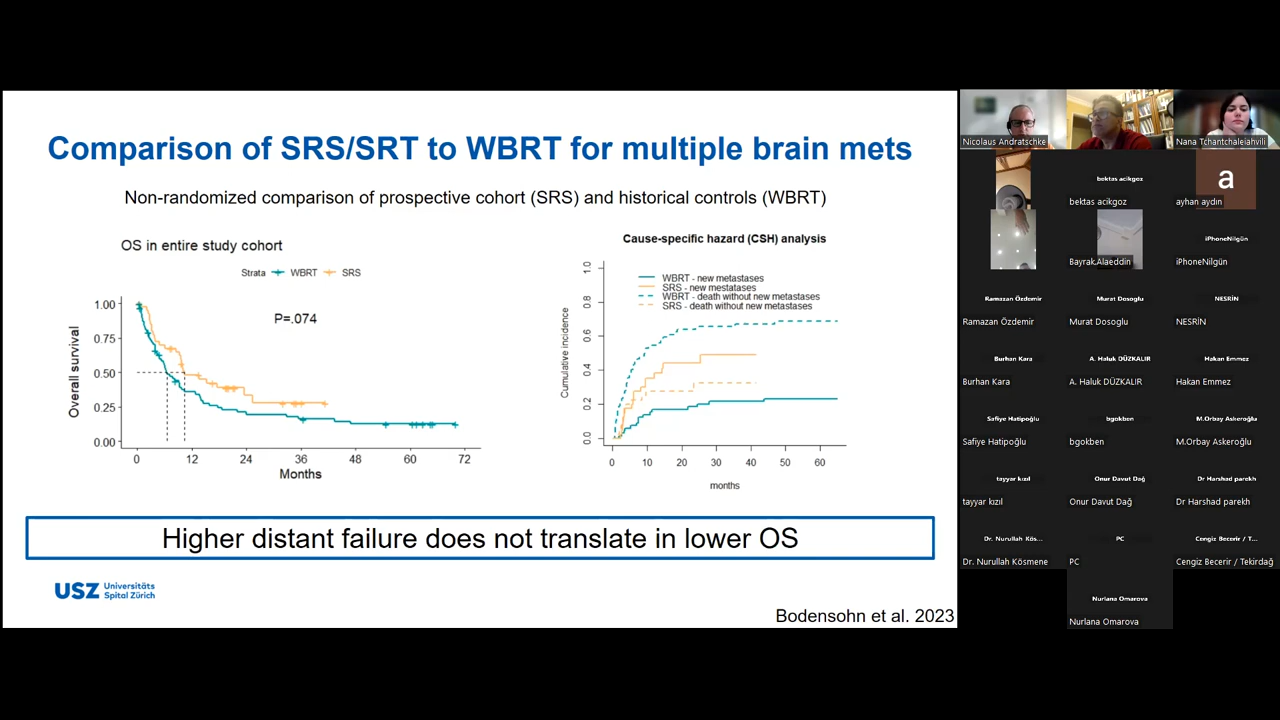 Comparison of SRS/SRT to WBRT for multiple brain mets
Non-randomized comparison of prospective cohort (SRS) and historical controls (WBRT)
OS in entire study cohort
Strata WBRT SRS
P=.074
Overall survival
1.00
0.75
0.50
0.25
0.00
0 12 24 36 48 60 72
Months
Cause-specific hazard (CSH) analysis
WBRT - new metastases
SRS - new mestatases
WBRT - death without new metastases
SRS - death without new metastases
Cumulative incidence
1.0
0.8
0.6
0.4
0.2
0.0
0 10 20 30 40 50 60
months
Higher distant failure does not translate in lower OS
USZ Universitäts
Spital Zürich
Bodensohn et al. 2023
Nicolaus Andratschke
Nana Tchantchaleiahvili
bektas acikgoz
bektas acikgoz
a
ayhan aydın
Bayrak,Alaeddin
iPhoneNilgün
iPhoneNilgün
Ramazan Özdemir
Ramazan Özdemir
Murat Dosoglu
Murat Dosoglu
NESRİN
NESRİN
Burhan Kara
Burhan Kara
A. Haluk DÜZKALIR
A. Haluk DÜZKALIR
Hakan Emmez
Hakan Emmez
Safiye Hatipoğlu
Safiye Hatipoğlu
bgokben
bgokben
M.Orbay Askeroğlu
M.Orbay Askeroğlu
tayyar kızıl
tayyar kızıl
Onur Davut Dağ
Onur Davut Dağ
Dr Harshad parekh
Dr Harshad parekh
Dr. Nurullah Kös...
Dr. Nurullah Kösmene
PC
PC
Cengiz Becerir / T...
Cengiz Becerir / Tekirdağ
Nurlana Omarova
Nurlana Omarova